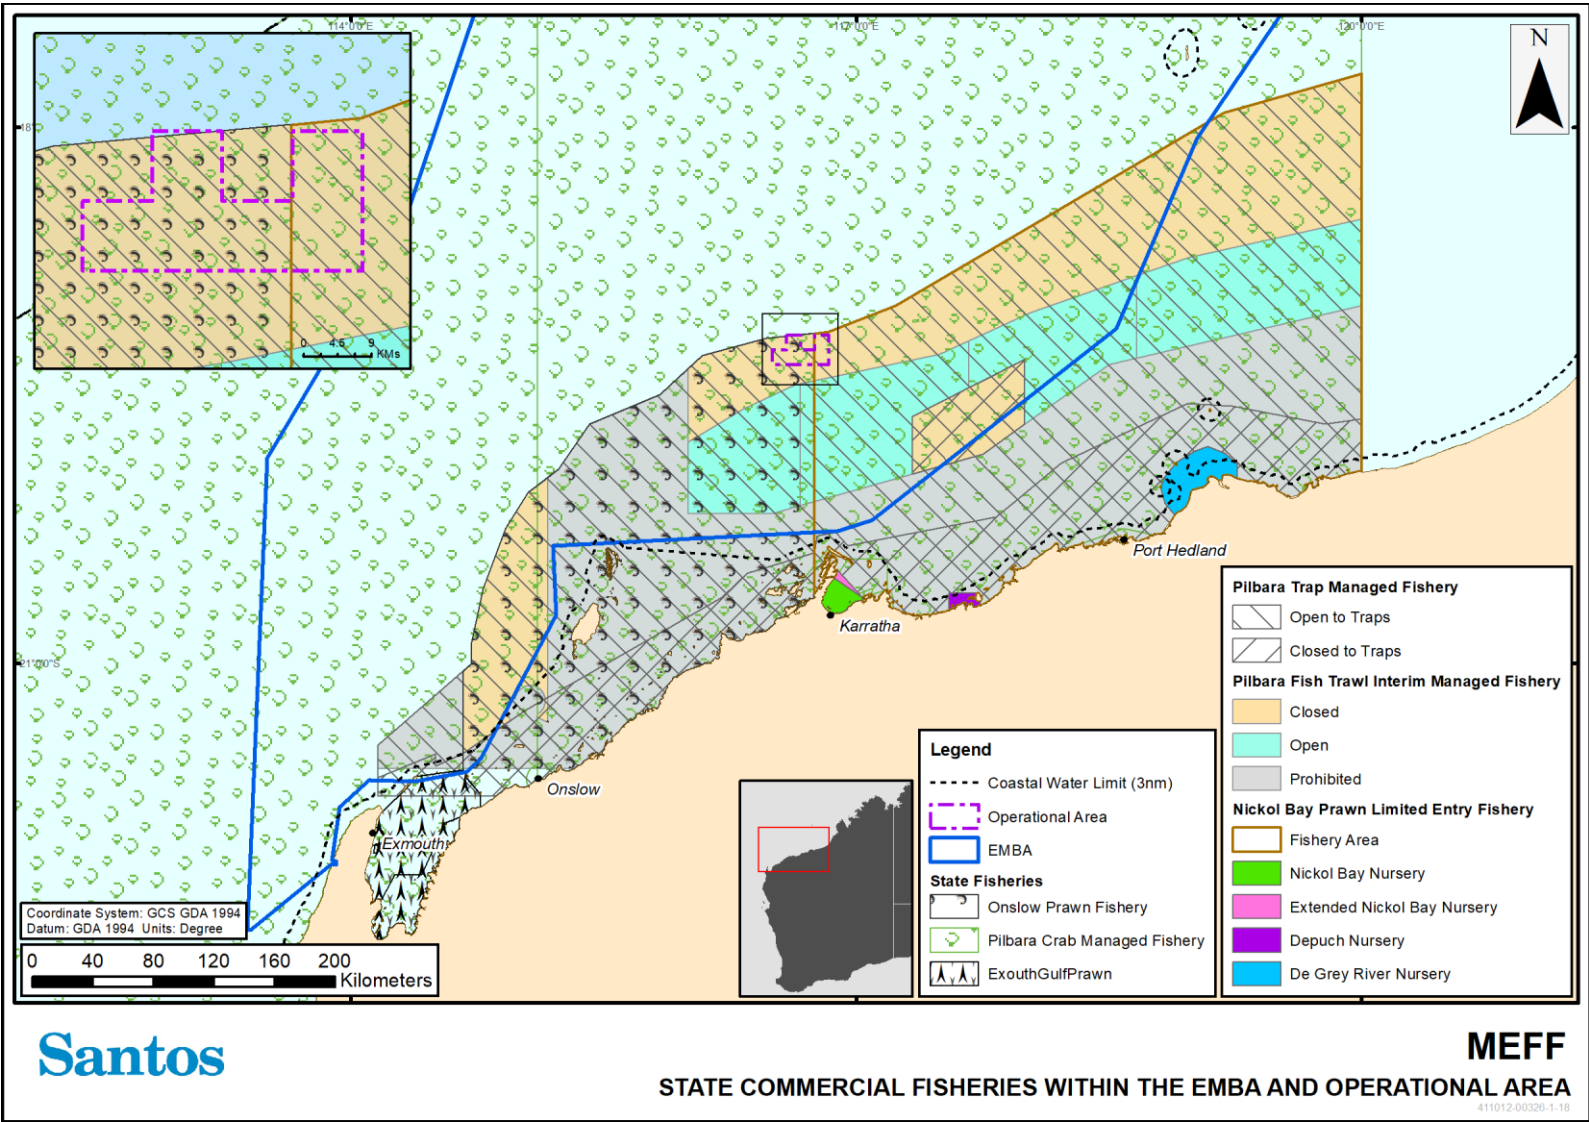 114°0'0"E
117°0'0"E
120°0'0"E
N
18°
0 4.5 9
KMs
Port Hedland
Karratha
21°0'0"S
Onslow
Exmouth
Pilbara Trap Managed Fishery
Open to Traps
Closed to Traps
Pilbara Fish Trawl Interim Managed Fishery
Closed
Open
Prohibited
Nickol Bay Prawn Limited Entry Fishery
Fishery Area
Nickol Bay Nursery
Extended Nickol Bay Nursery
Depuch Nursery
De Grey River Nursery
Legend
Coastal Water Limit (3nm)
Operational Area
EMBA
State Fisheries
Onslow Prawn Fishery
Pilbara Crab Managed Fishery
ExouthGulfPrawn
Coordinate System: GCS GDA 1994
Datum: GDA 1994 Units: Degree
0 40 80 120 160 200
Kilometers
Santos
MEFF
STATE COMMERCIAL FISHERIES WITHIN THE EMBA AND OPERATIONAL AREA
411012-00326-1-18